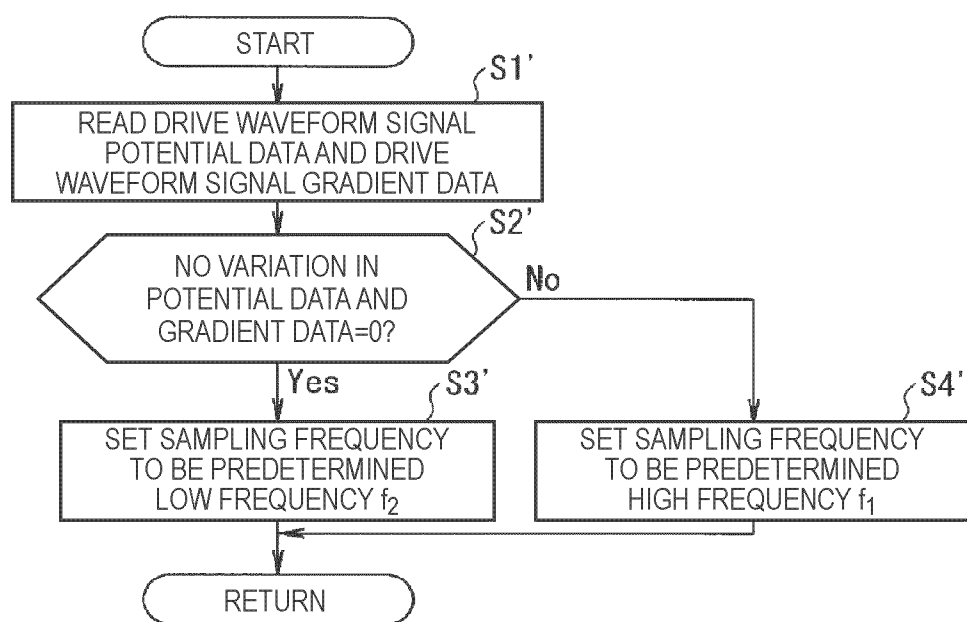 START
S1'
READ DRIVE WAVEFORM SIGNAL
POTENTIAL DATA AND DRIVE
WAVEFORM SIGNAL GRADIENT DATA
S2'
NO VARIATION IN
POTENTIAL DATA AND
GRADIENT DATA=0?
No
Yes
S3'
SET SAMPLING FREQUENCY
TO BE PREDETERMINED
LOW FREQUENCY f2
S4'
SET SAMPLING FREQUENCY
TO BE PREDETERMINED
HIGH FREQUENCY f1
RETURN